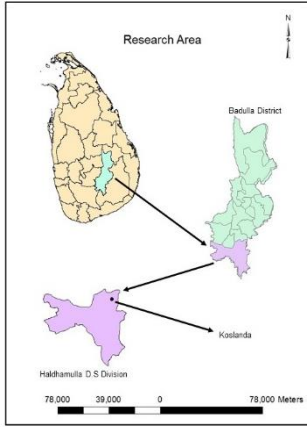 Research Area
N
Badulla District
Koslanda
Haldhamulla D.S Division
78,000 39,000 0 78,000 Meters